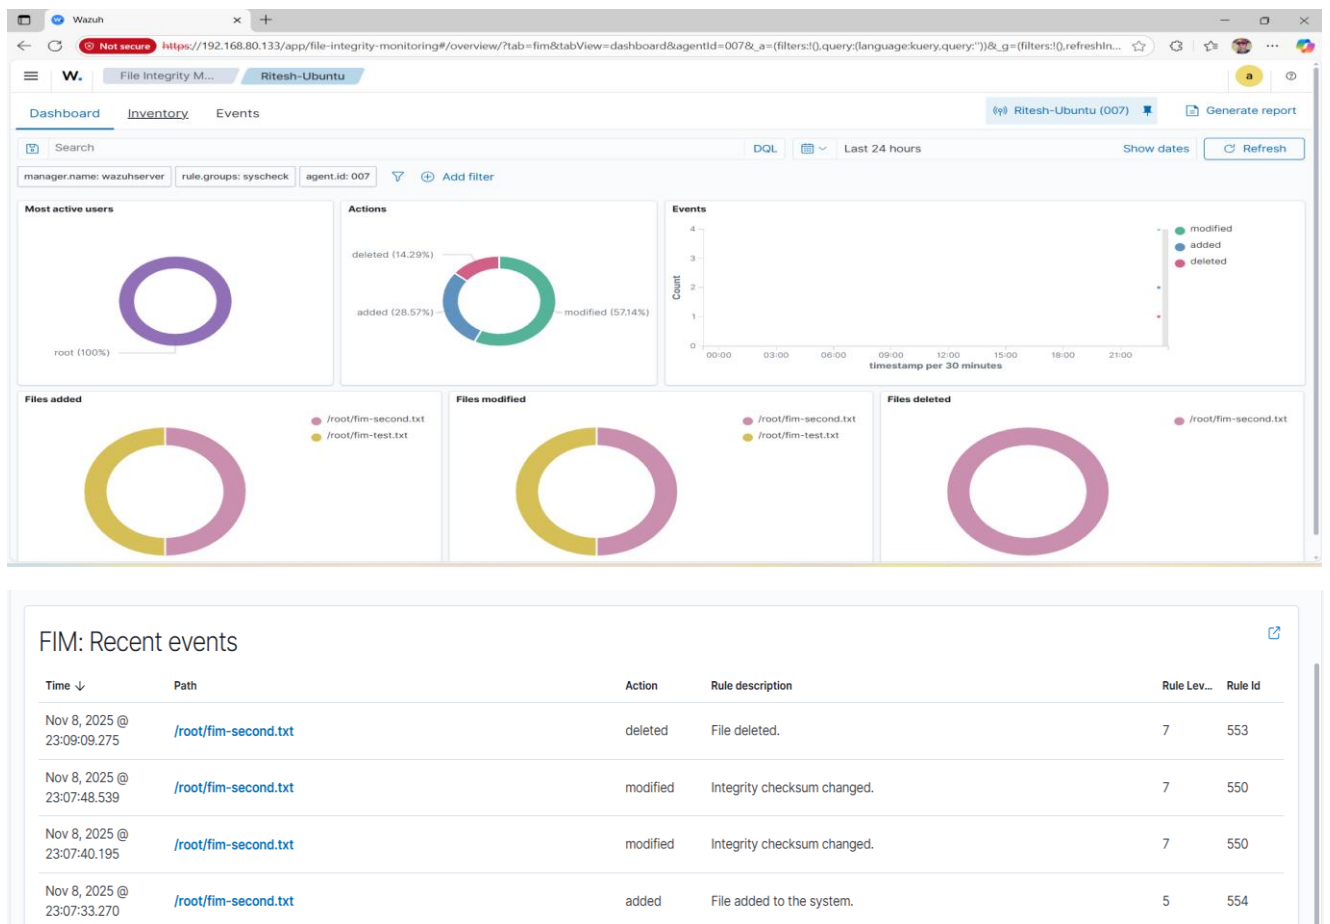 Wazuh
Not secure https://192.168.80.133/app/file-integrity-monitoring#/overview/?tab=fim&tabView=dashboard&agentId=007&_a=(filters:!(),query:(language:kuery,query:''))&_g=(filters:!(),refreshIn...
W. File Integrity M... Ritesh-Ubuntu a
Dashboard Inventory Events Ritesh-Ubuntu (007) Generate report
Search DQL Last 24 hours Show dates Refresh
manager.name: wazuhserver rule.groups: syscheck agent.id: 007 Add filter
Most active users
root (100%)
Actions
deleted (14.29%)
added (28.57%)
modified (57.14%)
Events
Count
4
3
2
1
0
00:00 03:00 06:00 09:00 12:00 15:00 18:00 21:00
timestamp per 30 minutes
modified
added
deleted
Files added
/root/fim-second.txt
/root/fim-test.txt
Files modified
/root/fim-second.txt
/root/fim-test.txt
Files deleted
/root/fim-second.txt
FIM: Recent events
Time Path Action Rule description Rule Lev... Rule Id
Nov 8, 2025 @
23:09:09.275 /root/fim-second.txt deleted File deleted. 7 553
Nov 8, 2025 @
23:07:48.539 /root/fim-second.txt modified Integrity checksum changed. 7 550
Nov 8, 2025 @
23:07:40.195 /root/fim-second.txt modified Integrity checksum changed. 7 550
Nov 8, 2025 @
23:07:33.270 /root/fim-second.txt added File added to the system. 5 554